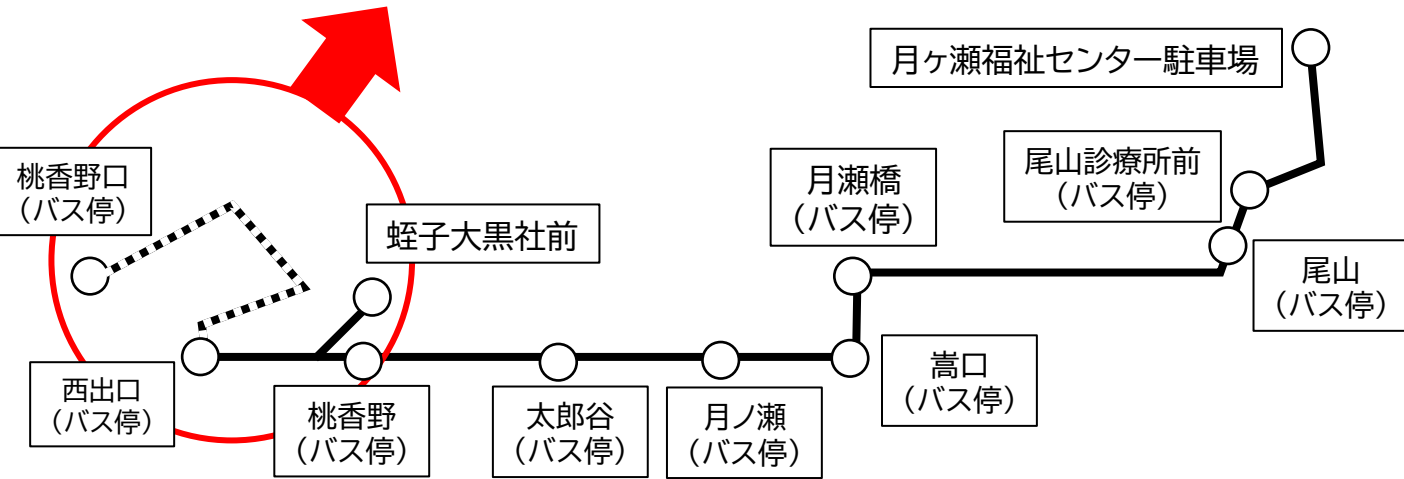 月ヶ瀬福祉センター駐車場
桃香野口
（バス停）
蛭子大黒社前
月瀬橋
（バス停）
尾山診療所前
（バス停）
尾山
（バス停）
西出口
（バス停）
桃香野
（バス停）
太郎谷
（バス停）
月ノ瀬
（バス停）
嵩口
（バス停）